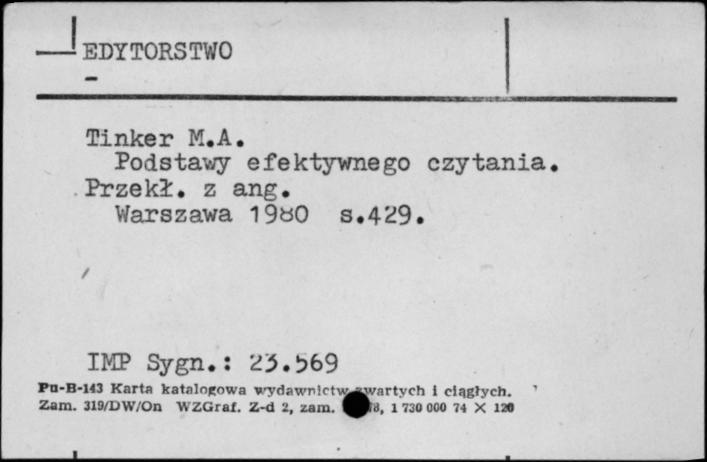 EDYTORSTWO
-
Tinker M.A.
Podstawy efektywnego czytania.
Przekł. z ang.
Warszawa 1980 s.429.
IMP Sygn.: 23.569
Pu-B-143 Karta katalogowa wydawnictw zwartych i ciągłych.
Zam. 319/DW/On WZGraf. Z-d 2, zam. 1 730 000 74 X 120